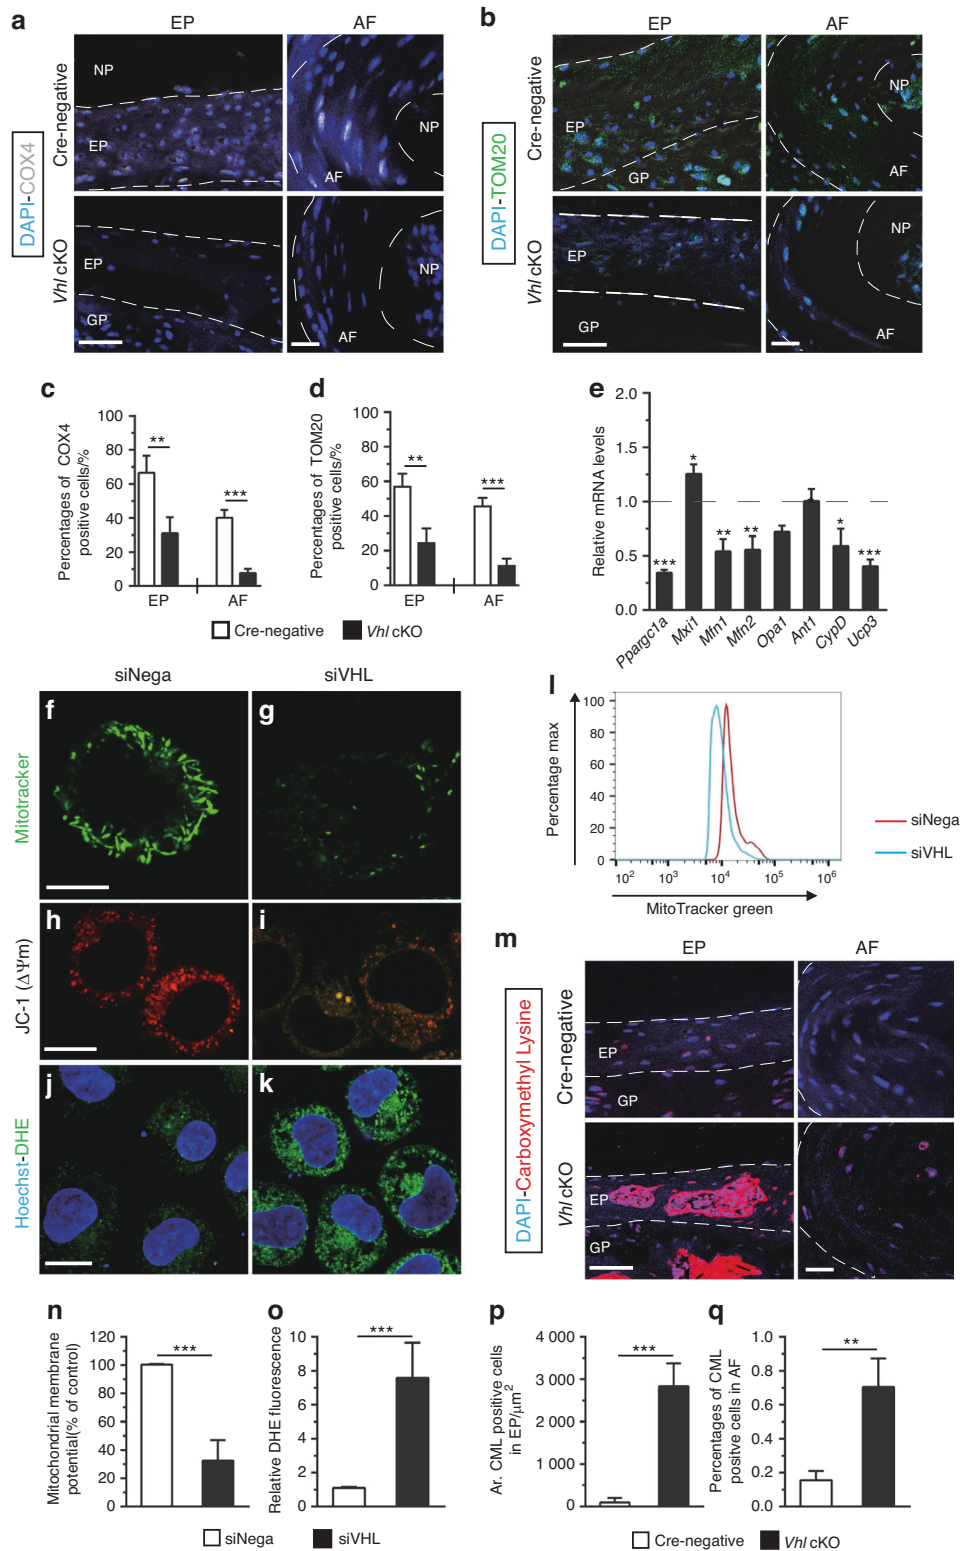 a
EP
AF
Cre-negative
Vhl cKO
DAPI-COX4
NP
EP
NP
AF
EP
GP
NP
AF
b
EP
AF
Cre-negative
Vhl cKO
DAPI-TOM20
EP
GP
NP
AF
EP
GP
NP
AF
c
Percentages of COX4
positive cells/%
100
80
60
40
20
0
**
***
EP
AF
d
Percentages of TOM20
positive cells/%
100
80
60
40
20
0
**
***
EP
AF
Cre-negative
Vhl cKO
e
Relative mRNA levels
2.0
1.5
1.0
0.5
0.0
***
*
**
**
*
***
Ppargc1a
Mxi1
Mfn1
Mfn2
Opa1
Ant1
CypD
Ucp3
siNega
siVHL
Mitotracker
f
g
JC-1 (ΔΨm)
h
i
Hoechst-DHE
j
k
l
Percentage max
100
80
60
40
20
0
10²
10³
10⁴
10⁵
10⁶
MitoTracker green
siNega
siVHL
m
EP
AF
Cre-negative
Vhl cKO
DAPI-Carboxymethyl Lysine
EP
GP
EP
GP
n
Mitochondrial membrane
potential(% of control)
120
100
80
60
40
20
0
***
o
Relative DHE fluorescence
10
8
6
4
2
0
***
siNega
siVHL
p
Ar. CML positive cells
in EP/μm²
4 000
3 000
2 000
1 000
0
***
q
Percentages of CML
positve cells in AF
1.0
0.8
0.6
0.4
0.2
0.0
**
Cre-negative
Vhl cKO